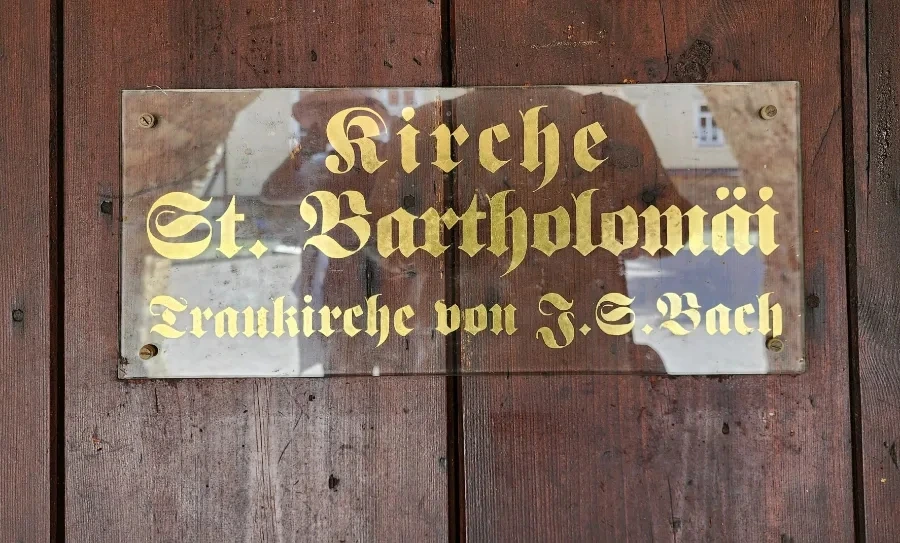 Kirche
St. Bartholomäi
Traukirche von J.S.Bach